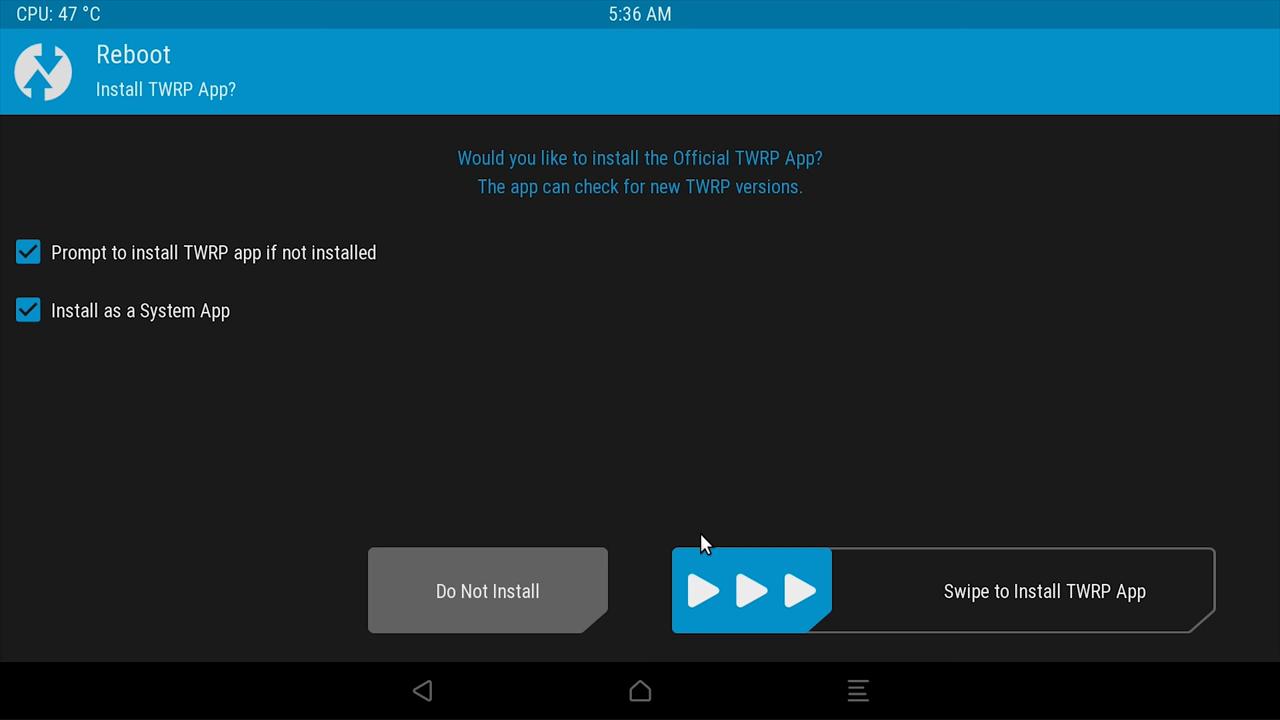 CPU: 47 °C
5:36 AM
Reboot
Install TWRP App?
Would you like to install the Official TWRP App?
The app can check for new TWRP versions.
Prompt to install TWRP app if not installed
Install as a System App
Do Not Install
Swipe to Install TWRP App